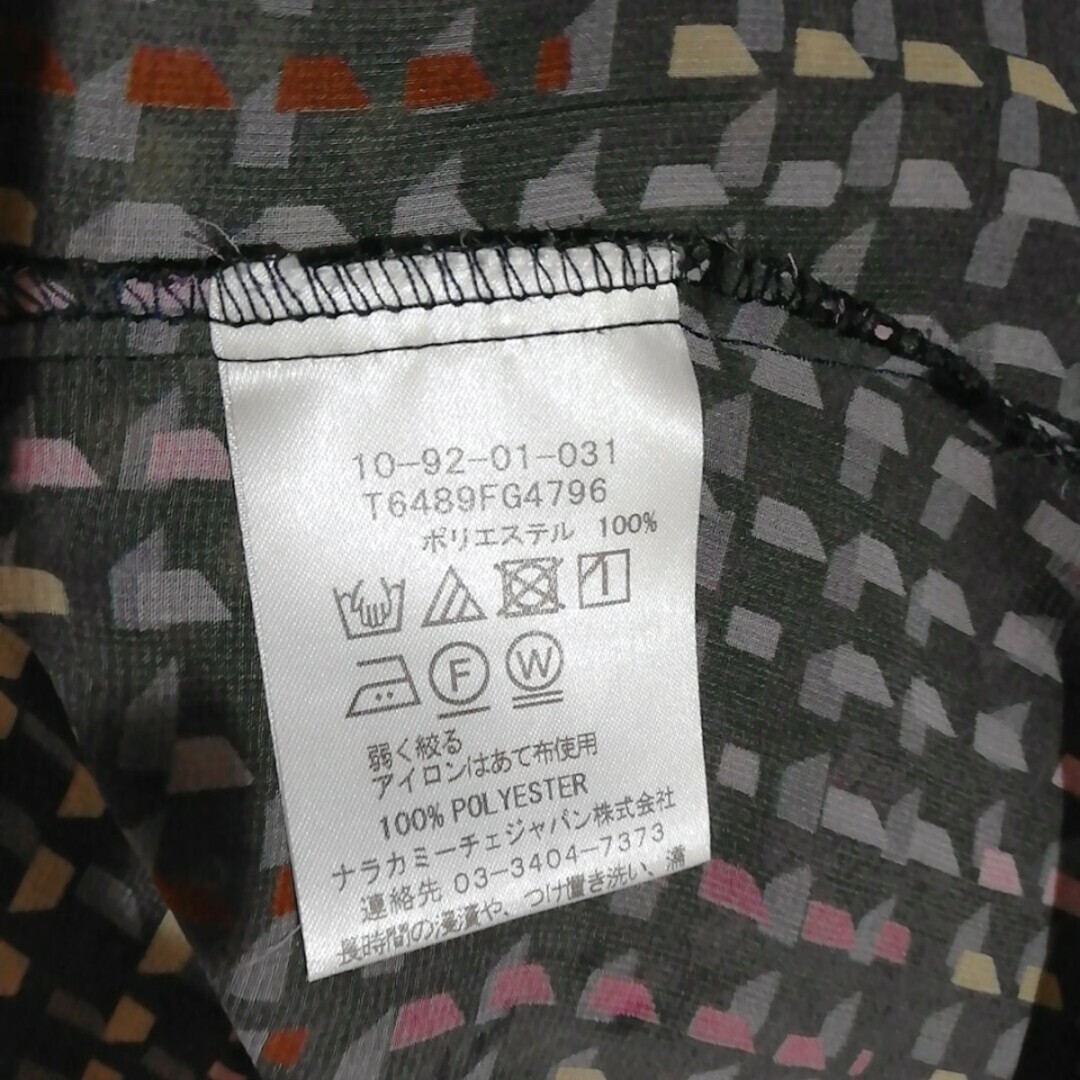 10-92-01-031
T6489FG4796
ポリエステル 100%
F W
弱く絞る
アイロンはあて布使用
100% POLYESTER
ナラカミーチェジャパン株式会社
連絡先 03-3404-7373
長時間の浸漬や、つけ置き洗い、濡